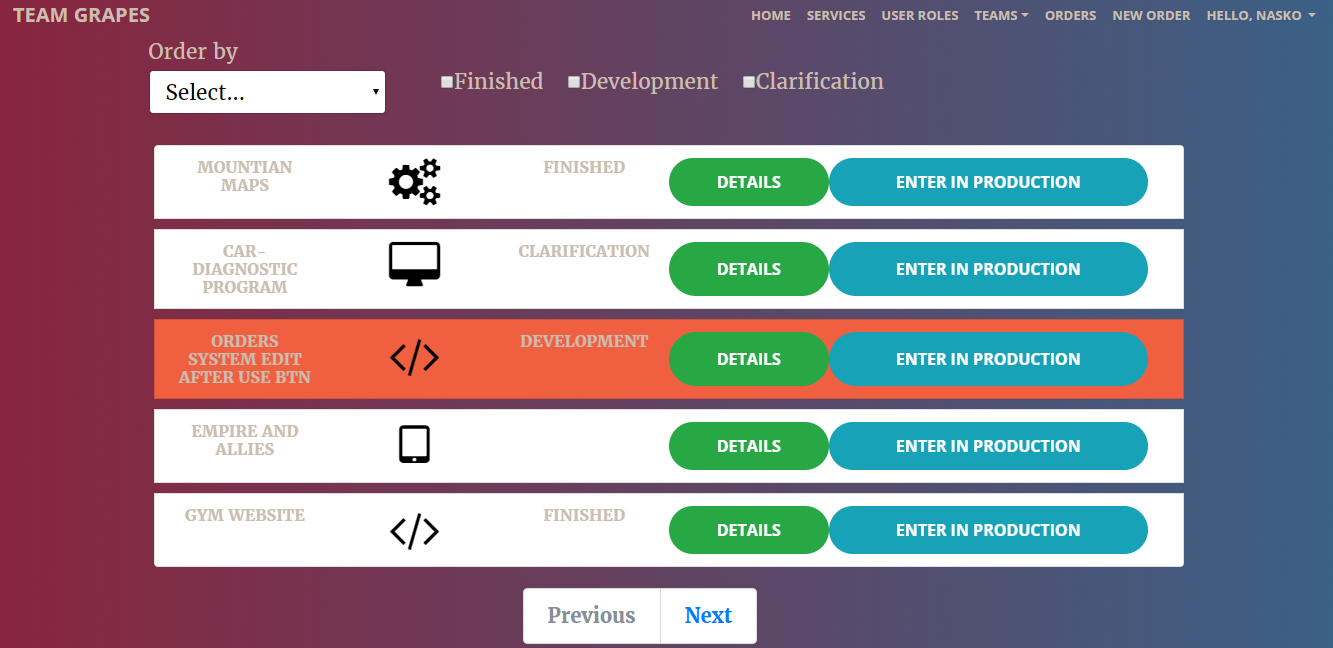 TEAM GRAPES
HOME SERVICES USER ROLES TEAMS ORDERS NEW ORDER HELLO, NASKO
Order by
Select...
Finished Development Clarification
MOUNTIAN
MAPS
FINISHED
DETAILS
ENTER IN PRODUCTION
CAR-
DIAGNOSTIC
PROGRAM
CLARIFICATION
DETAILS
ENTER IN PRODUCTION
ORDERS
SYSTEM EDIT
AFTER USE BTN
DEVELOPMENT
DETAILS
ENTER IN PRODUCTION
EMPIRE AND
ALLIES
DETAILS
ENTER IN PRODUCTION
GYM WEBSITE
FINISHED
DETAILS
ENTER IN PRODUCTION
Previous Next